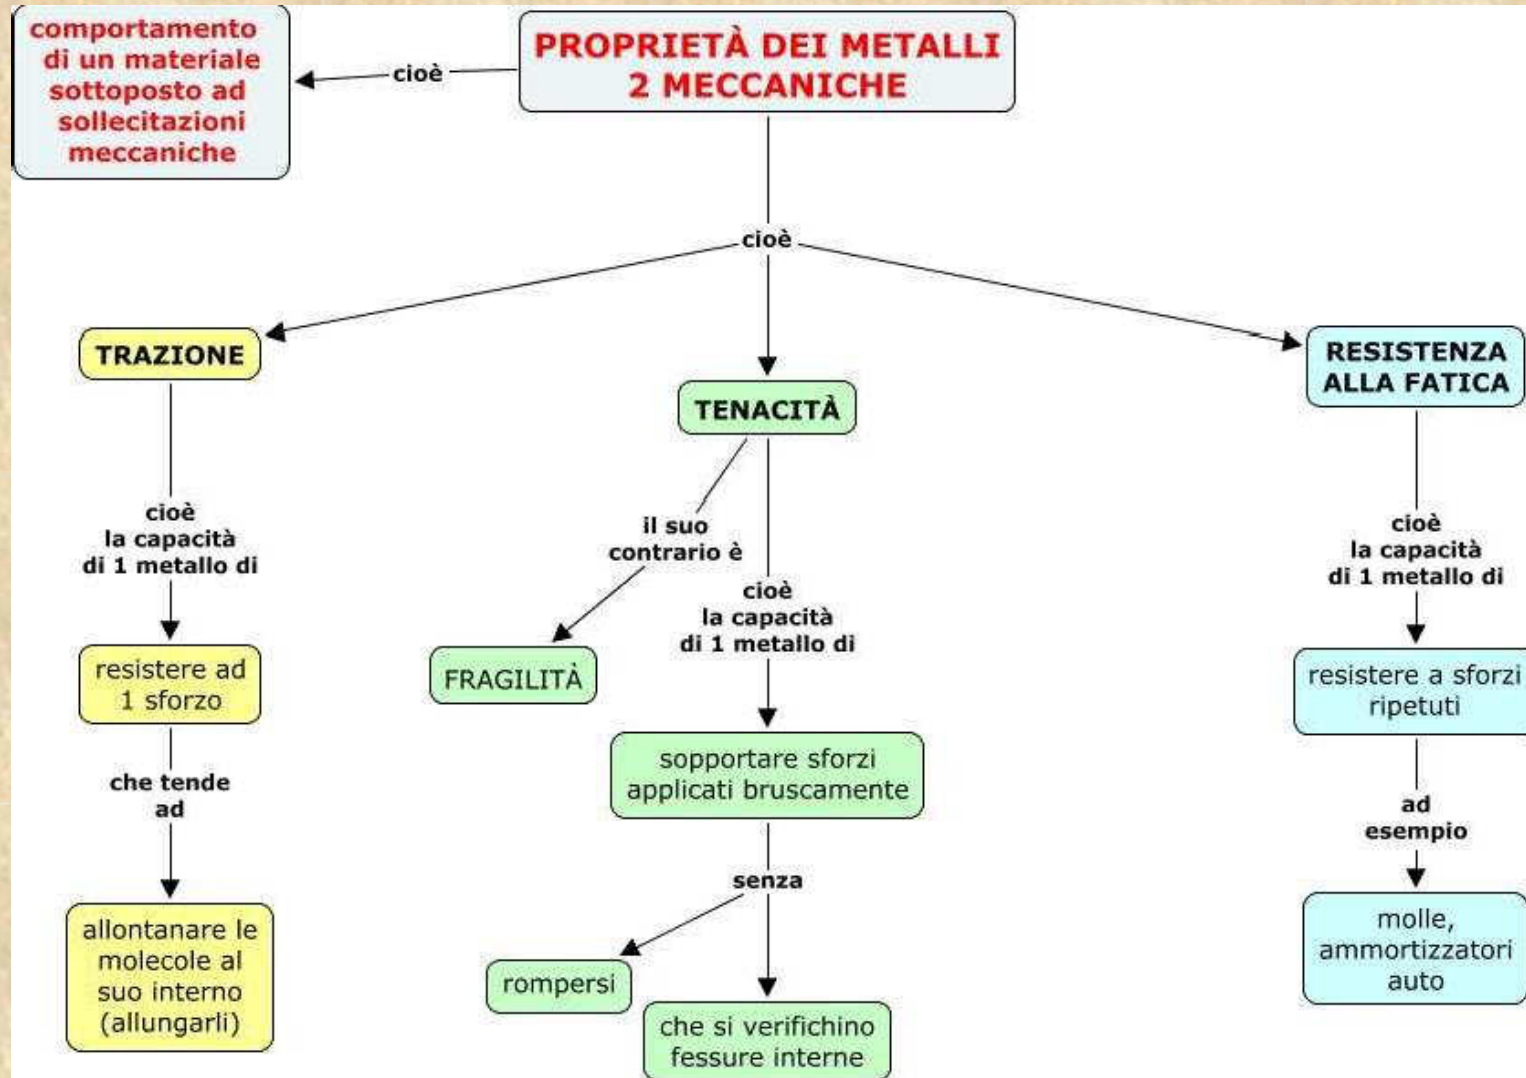 comportamento
di un materiale
sottoposto ad
sollecitazioni
meccaniche
cioè
PROPRIETÀ DEI METALLI
2 MECCANICHE
cioè
TRAZIONE
cioè
la capacità
di 1 metallo di
resistere ad
1 sforzo
che tende
ad
allontanare le
molecole al
suo interno
(allungarli)
TENACITÀ
il suo
contrario è
FRAGILITÀ
cioè
la capacità
di 1 metallo di
sopportare sforzi
applicati bruscamente
senza
rompersi
che si verifichino
fessure interne
RESISTENZA
ALLA FATICA
cioè
la capacità
di 1 metallo di
resistere a sforzi
ripetuti
ad
esempio
molle,
ammortizzatori
auto